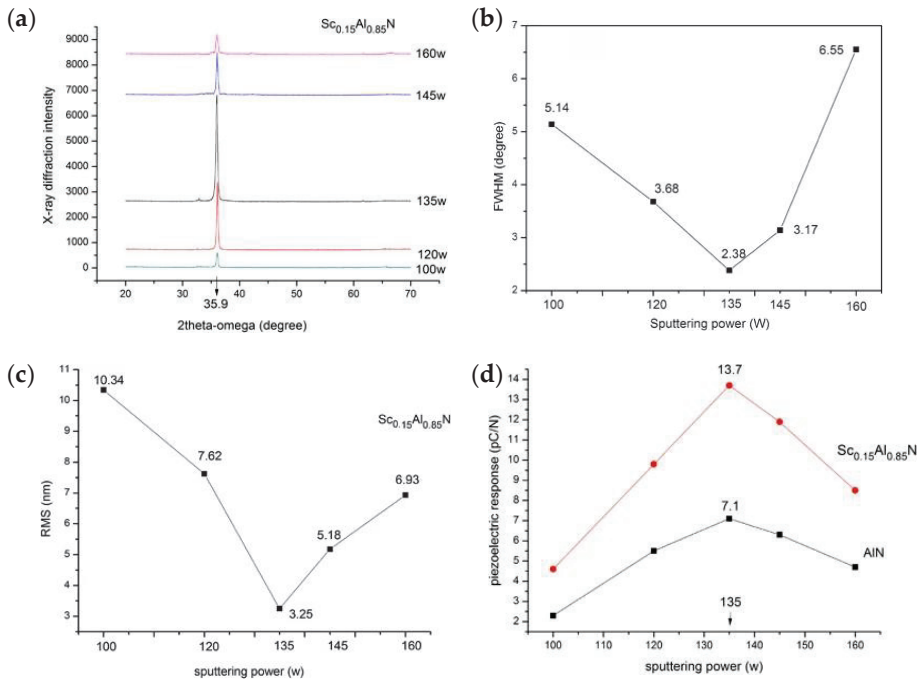 (a)
Sc0.15Al0.85N
X-ray diffraction intensity
9000
8000
7000
6000
5000
4000
3000
2000
1000
0
160w
145w
135w
120w
100w
20 30 40 50 60 70
35.9
2theta-omega (degree)
(b)
FWHM (degree)
7
6
5
4
3
2
5.14
3.68
2.38
3.17
6.55
100 120 135 145 160
Sputtering power (W)
(c)
RMS (nm)
11
10
9
8
7
6
5
4
3
10.34
7.62
3.25
5.18
6.93
Sc0.15Al0.85N
100 120 135 145 160
sputtering power (w)
(d)
piezoelectric response (pC/N)
14
13
12
11
10
9
8
7
6
5
4
3
2
13.7
7.1
Sc0.15Al0.85N
AlN
135
100 110 120 130 140 150 160
sputtering power (w)